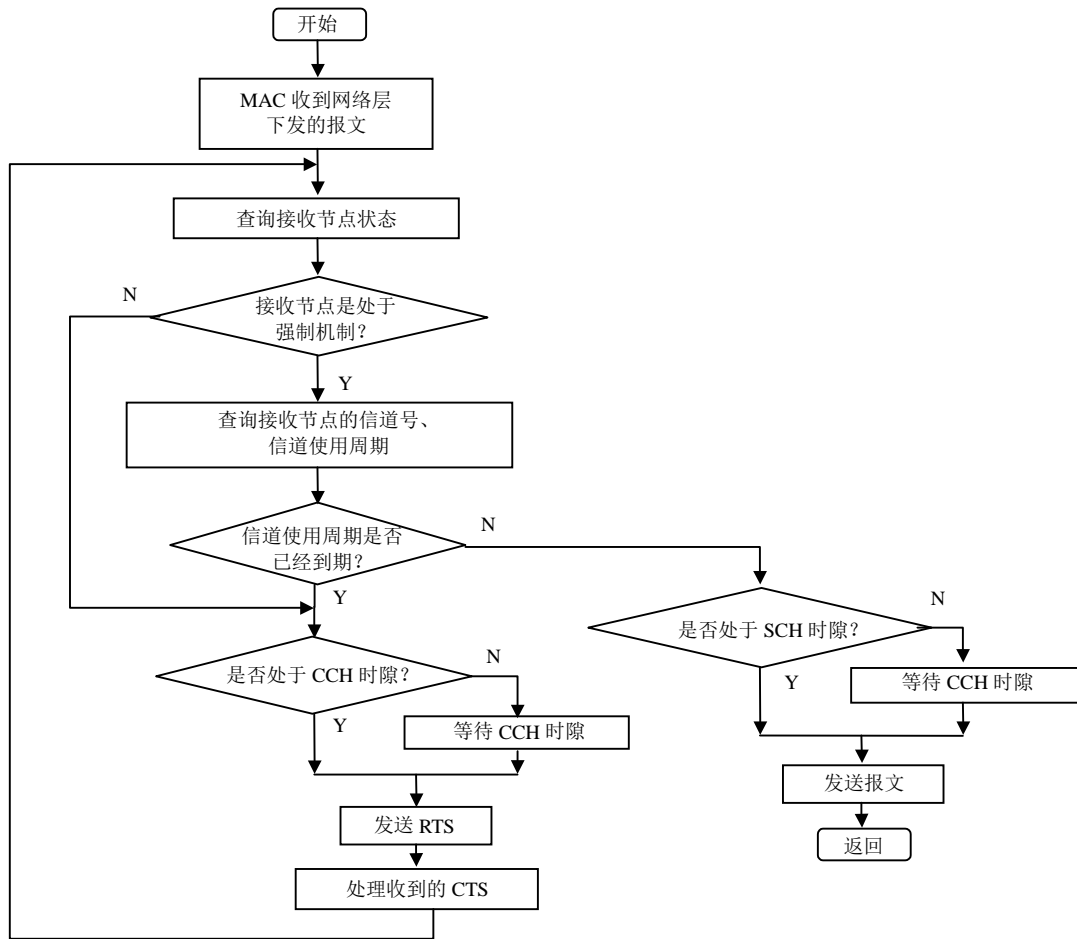 开始
MAC 收到网络层
下发的报文
查询接收节点状态
N
接收节点是处于
强制机制？
Y
查询接收节点的信道号、
信道使用周期
信道使用周期是否
已经到期？
N
Y
是否处于 SCH 时隙？
N
Y
等待 CCH 时隙
是否处于 CCH 时隙？
N
Y
等待 CCH 时隙
发送报文
返回
发送 RTS
处理收到的 CTS